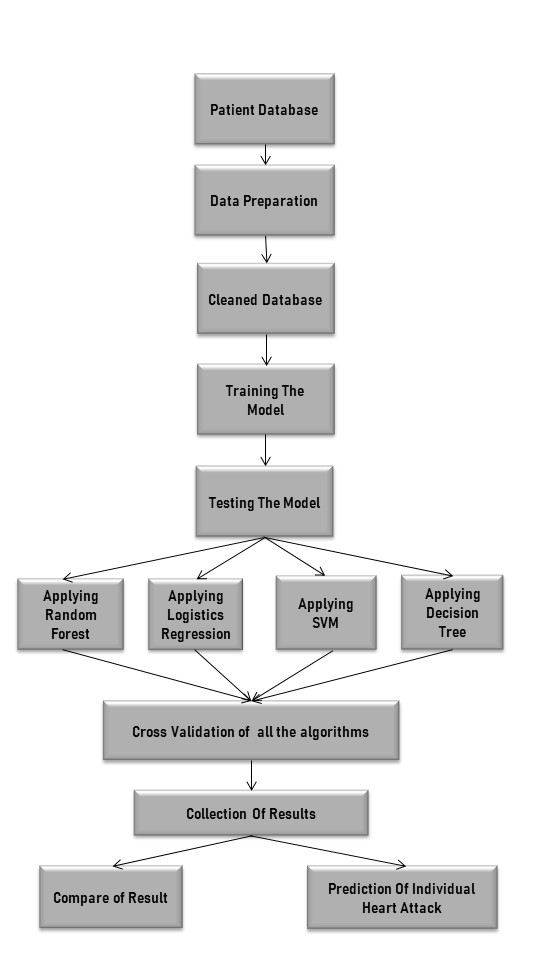 Patient Database
Data Preparation
Cleaned Database
Training The
Model
Testing The Model
Applying
Random
Forest
Applying
Logistics
Regression
Applying
SVM
Applying
Decision
Tree
Cross Validation of all the algorithms
Collection Of Results
Compare of Result
Prediction Of Individual
Heart Attack